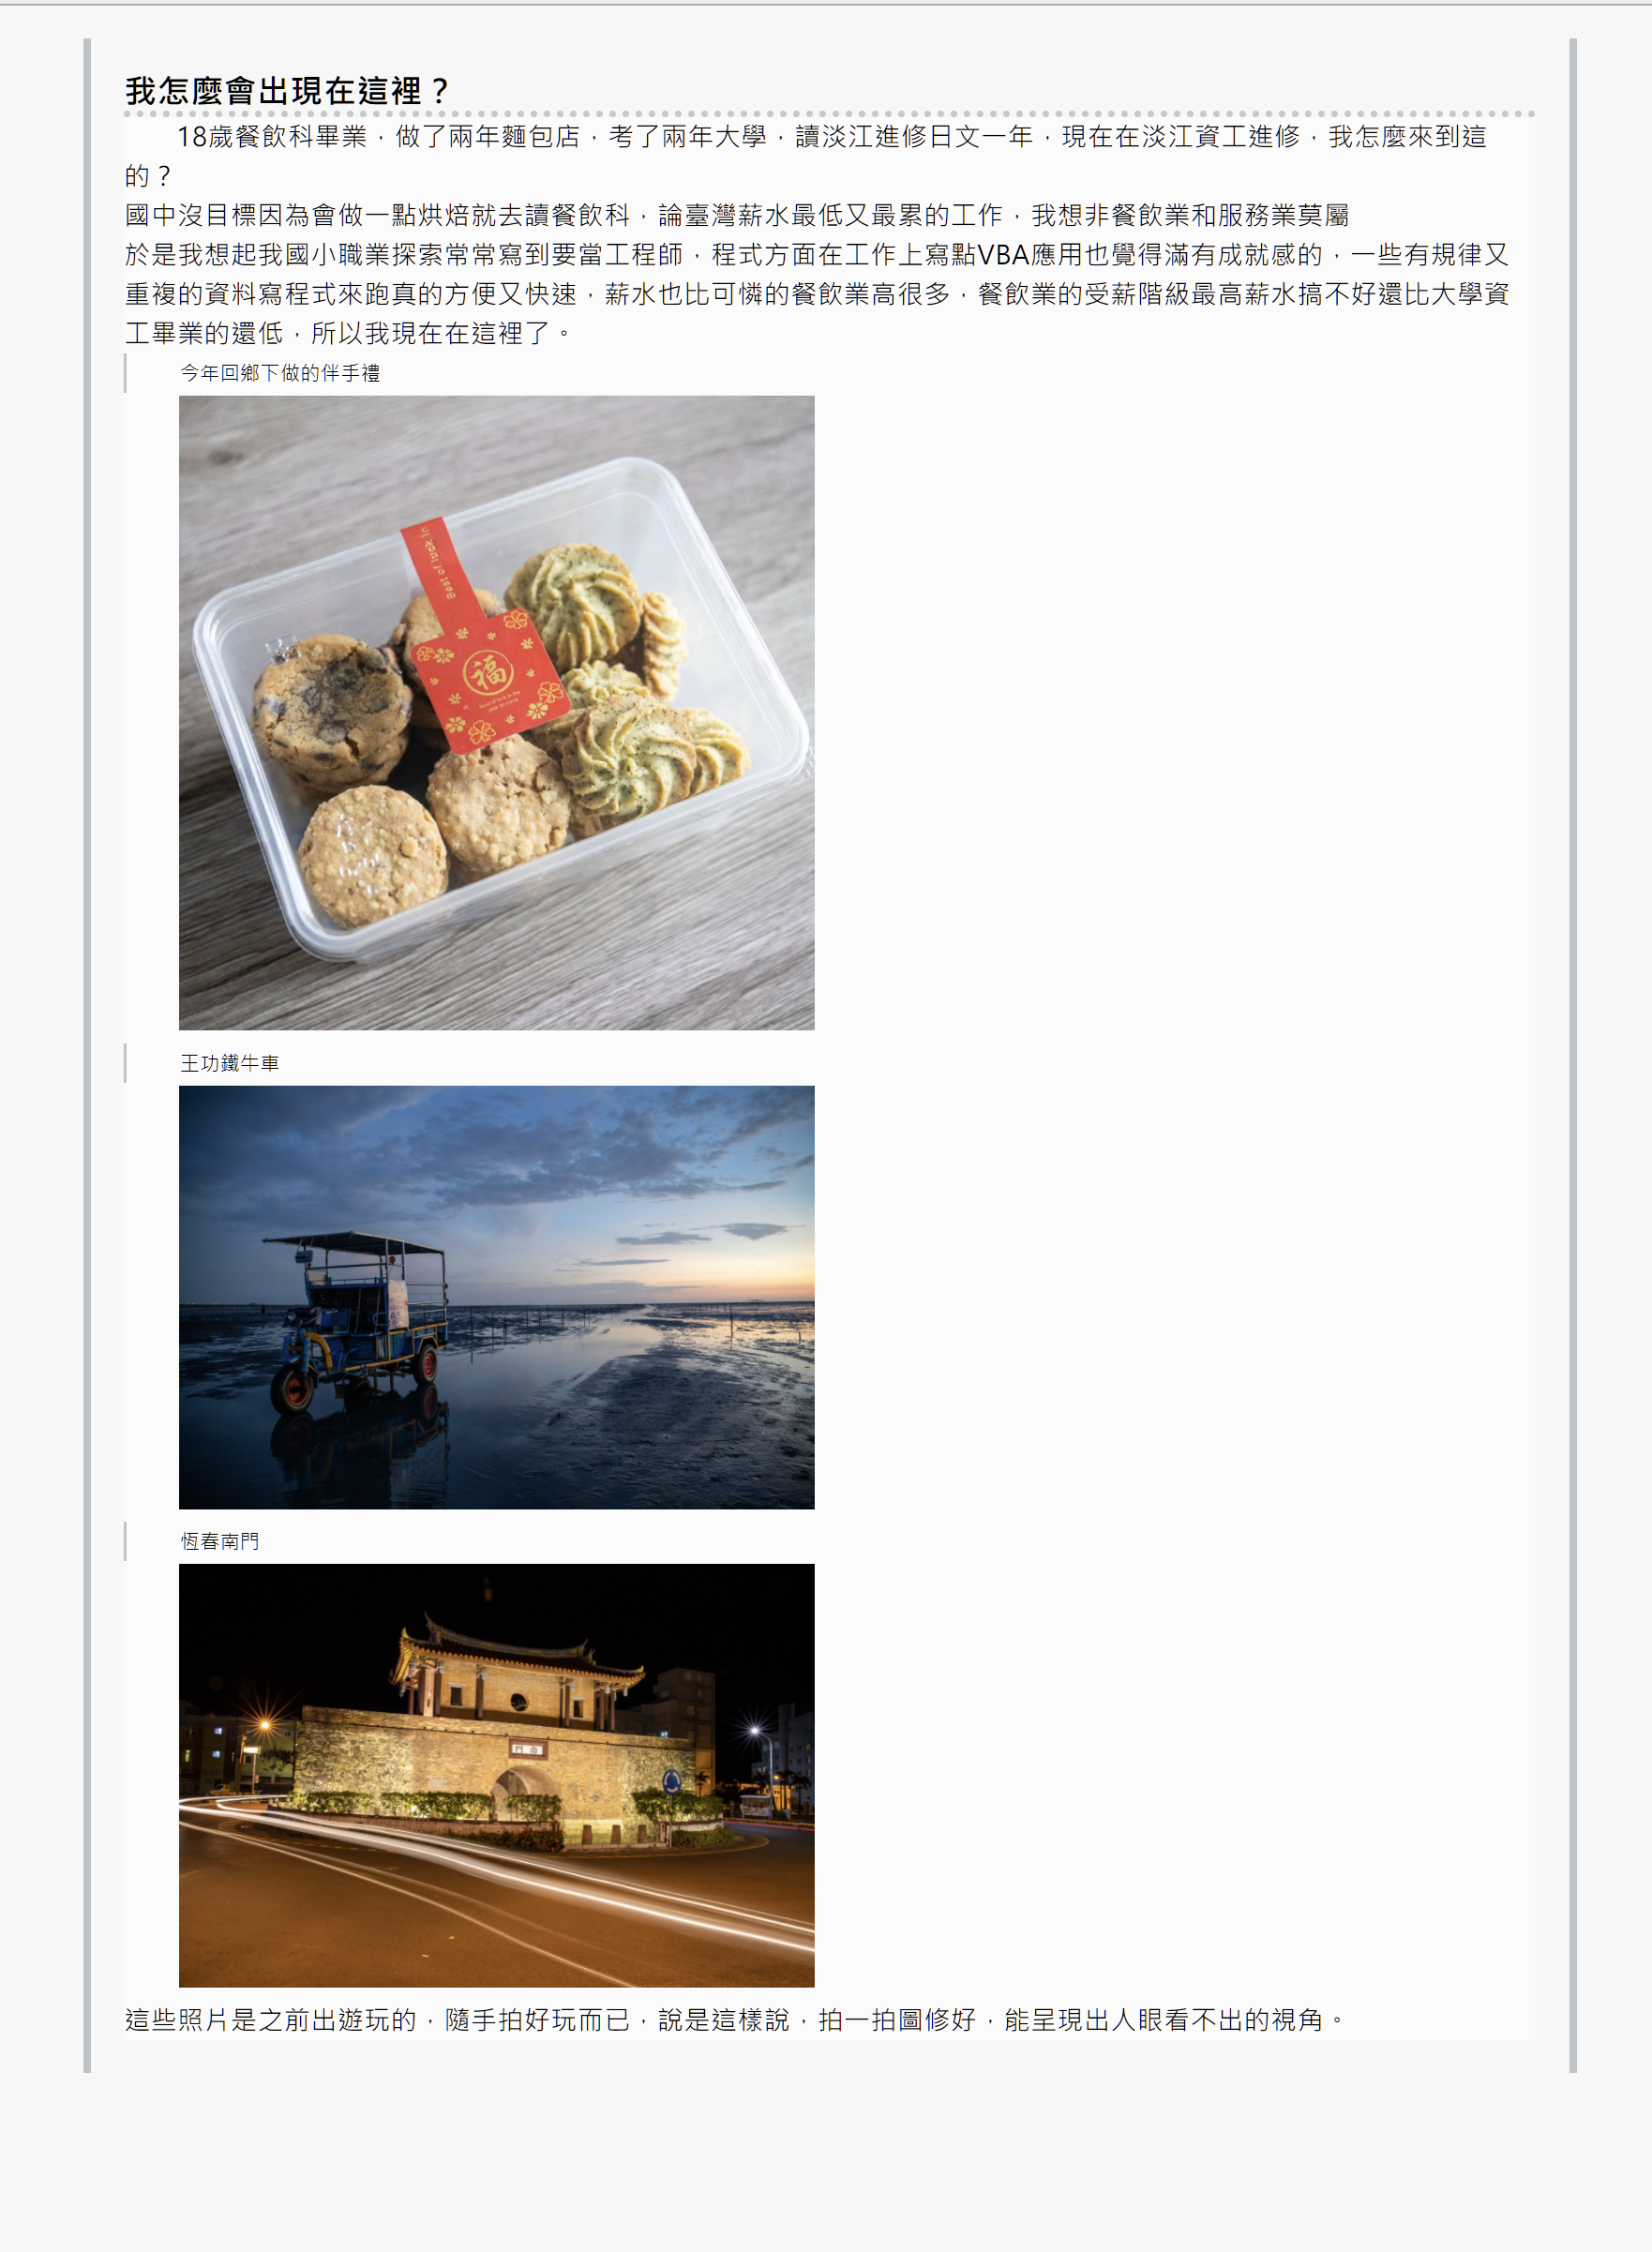 我怎麼會出現在這裡？
18歲餐飲科畢業，做了兩年麵包店，考了兩年大學，讀淡江進修日文一年，現在在淡江資工進修，我怎麼來到這
的？
國中沒目標因為會做一點烘焙就去讀餐飲科，論臺灣薪水最低又最累的工作，我想非餐飲業和服務業莫屬
於是我想起我國小職業探索常常寫到要當工程師，程式方面在工作上寫點VBA應用也覺得滿有成就感的，一些有規律又
重複的資料寫程式來跑真的方便又快速，薪水也比可憐的餐飲業高很多，餐飲業的受薪階級最高薪水搞不好還比大學資
工畢業的還低，所以我現在在這裡了。
今年回鄉下做的伴手禮
Best of luck in
福
Best of luck in the
year to come
王功鐵牛車
恆春南門
門南
這些照片是之前出遊玩的，隨手拍好玩而已，說是這樣說，拍一拍圖修好，能呈現出人眼看不出的視角。